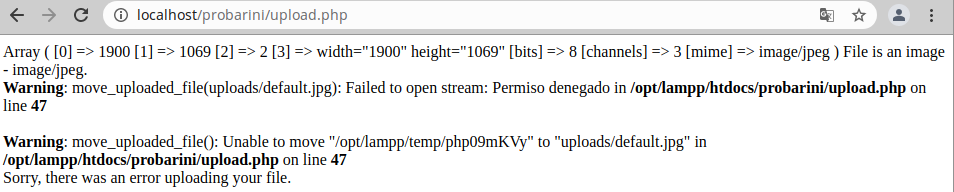 localhost/probarini/upload.php
Array ( [0] => 1900 [1] => 1069 [2] => 2 [3] => width="1900" height="1069" [bits] => 8 [channels] => 3 [mime] => image/jpeg ) File is an image
- image/jpeg.
Warning: move_uploaded_file(uploads/default.jpg): Failed to open stream: Permiso denegado in /opt/lampp/htdocs/probarini/upload.php on
line 47
Warning: move_uploaded_file(): Unable to move "/opt/lampp/temp/php09mKVy" to "uploads/default.jpg" in
/opt/lampp/htdocs/probarini/upload.php on line 47
Sorry, there was an error uploading your file.